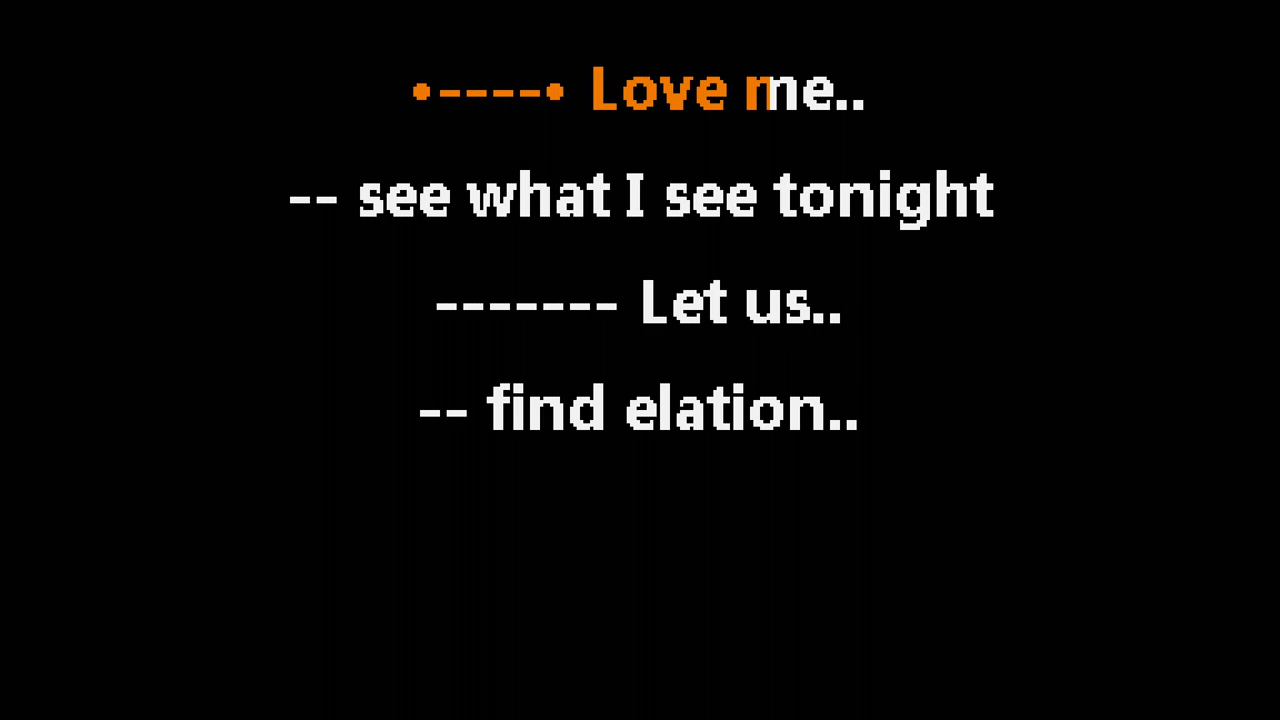 •----• Love me..
-- see what I see tonight
------- Let us..
-- find elation..